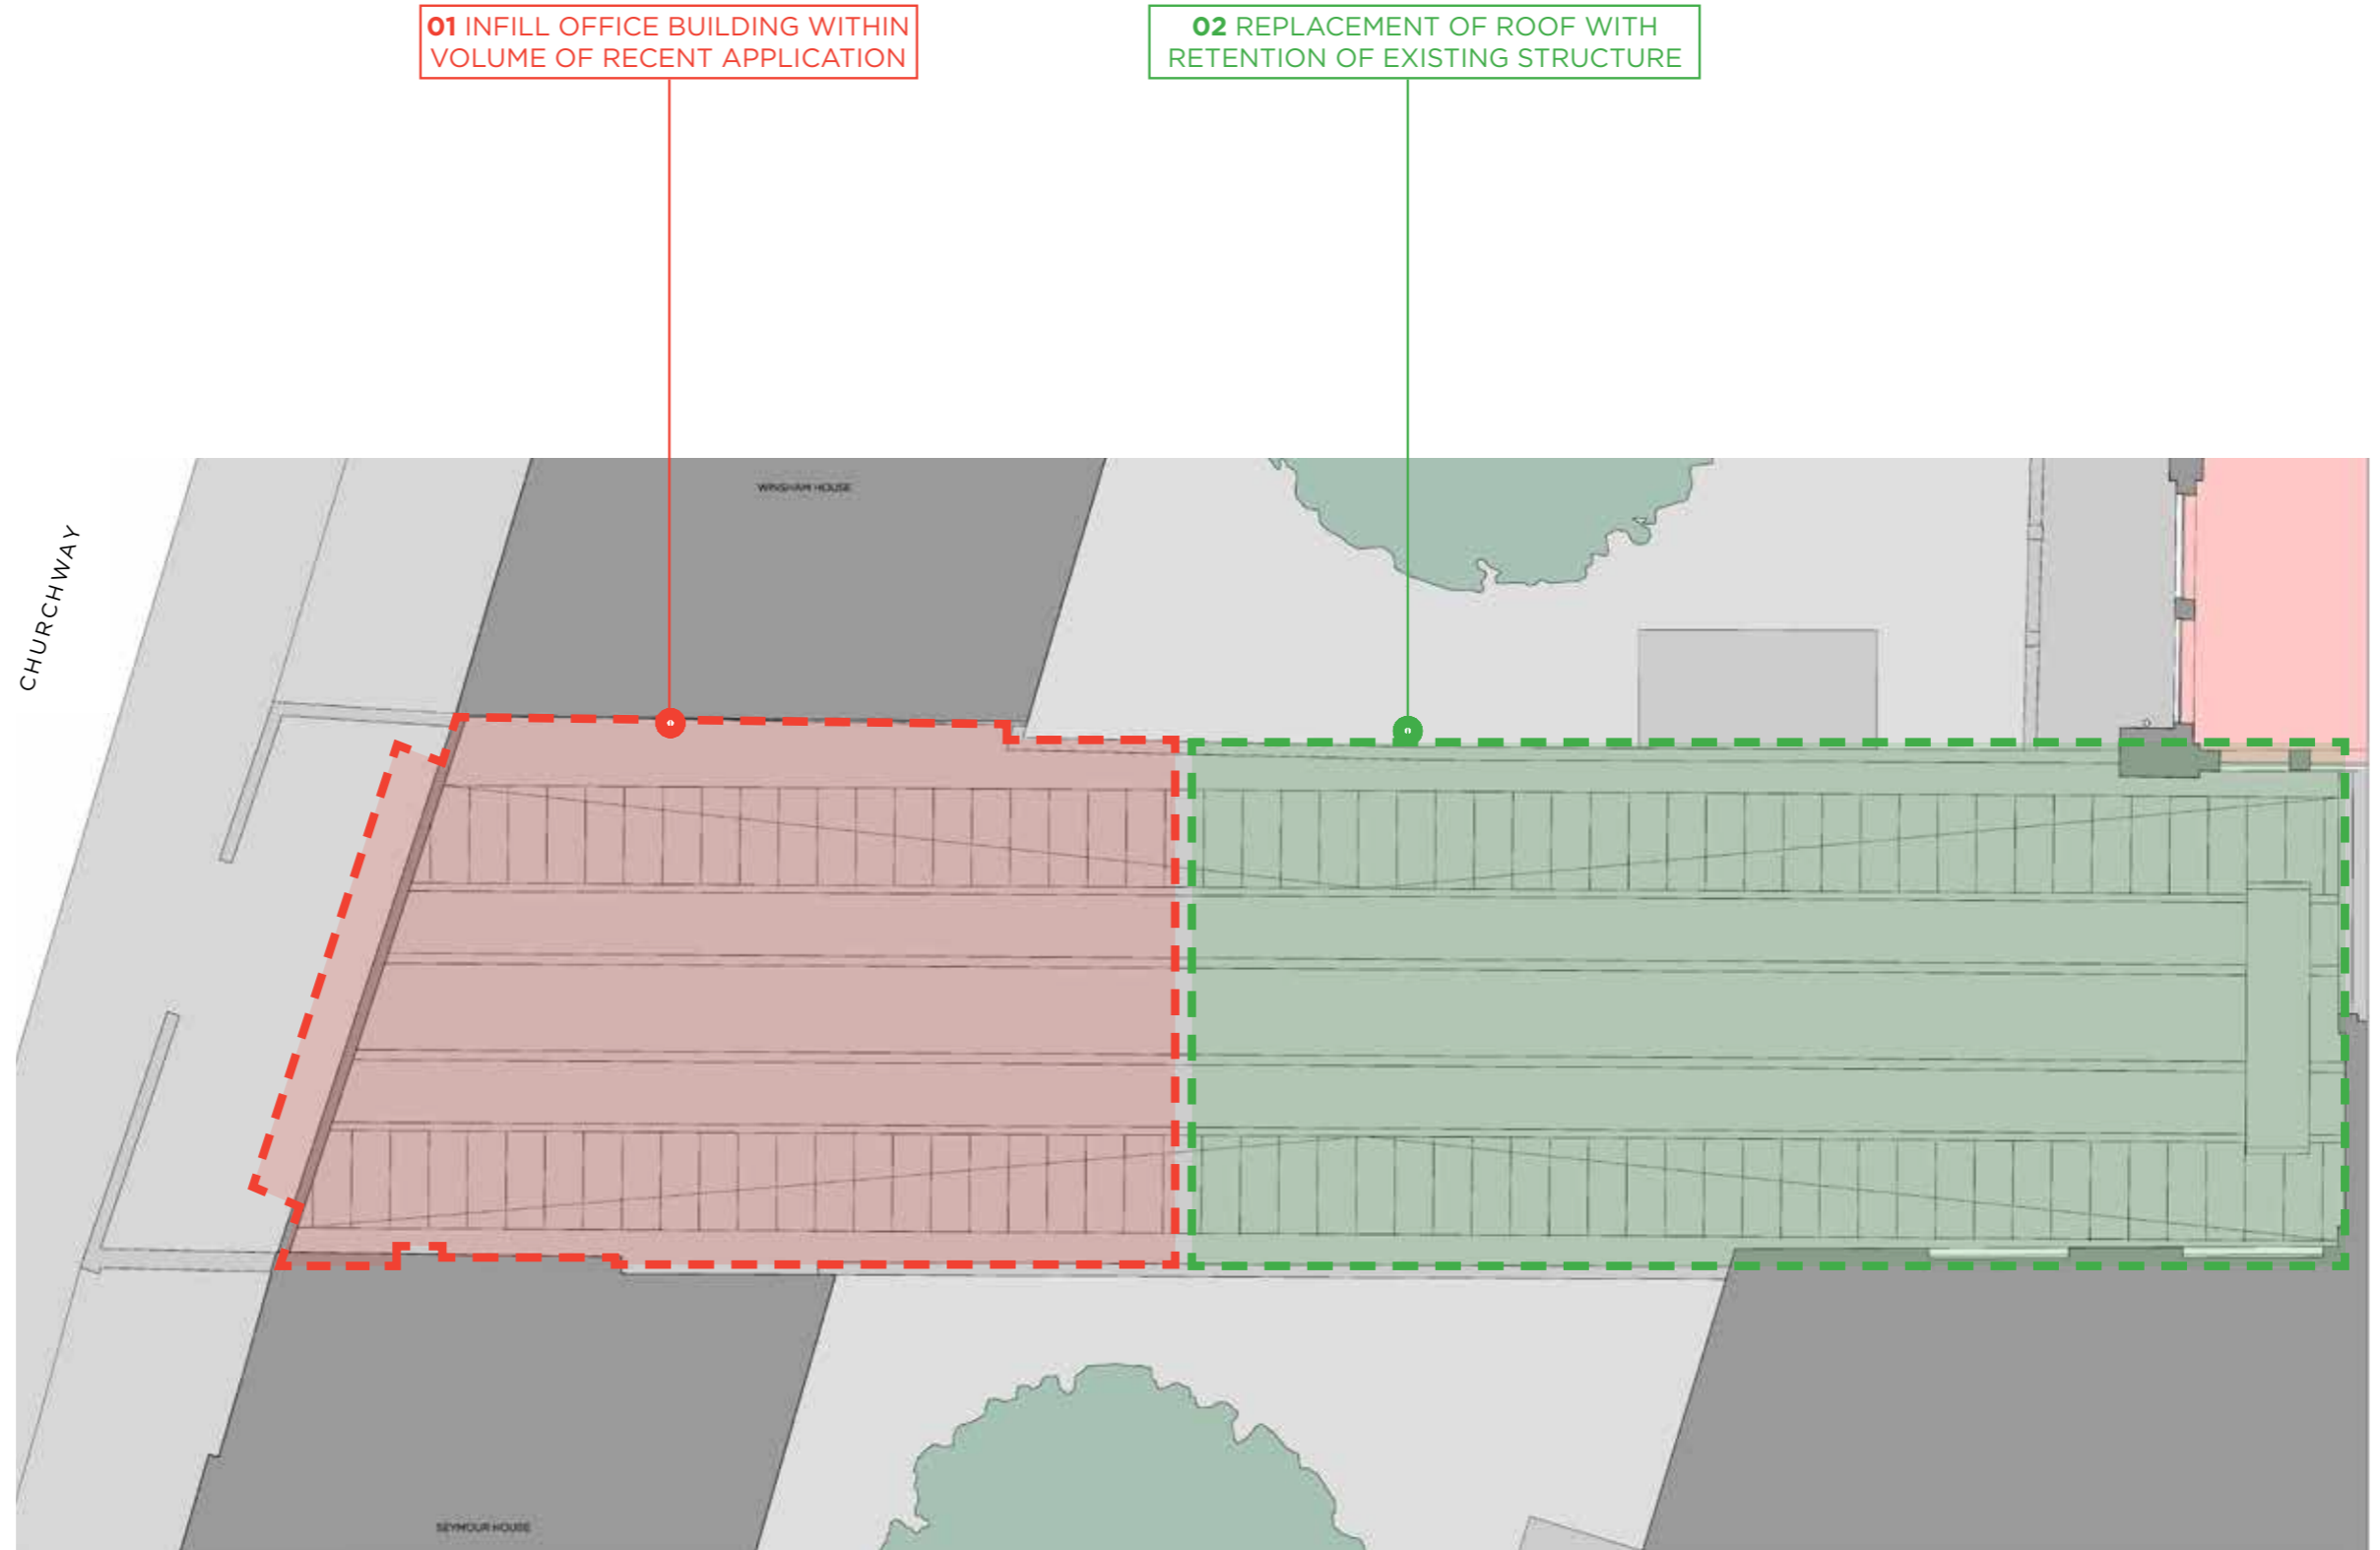 01 INFILL OFFICE BUILDING WITHIN
VOLUME OF RECENT APPLICATION
02 REPLACEMENT OF ROOF WITH
RETENTION OF EXISTING STRUCTURE
WINSHAM HOUSE
CHURCHWAY
SEYMOUR HOUSE